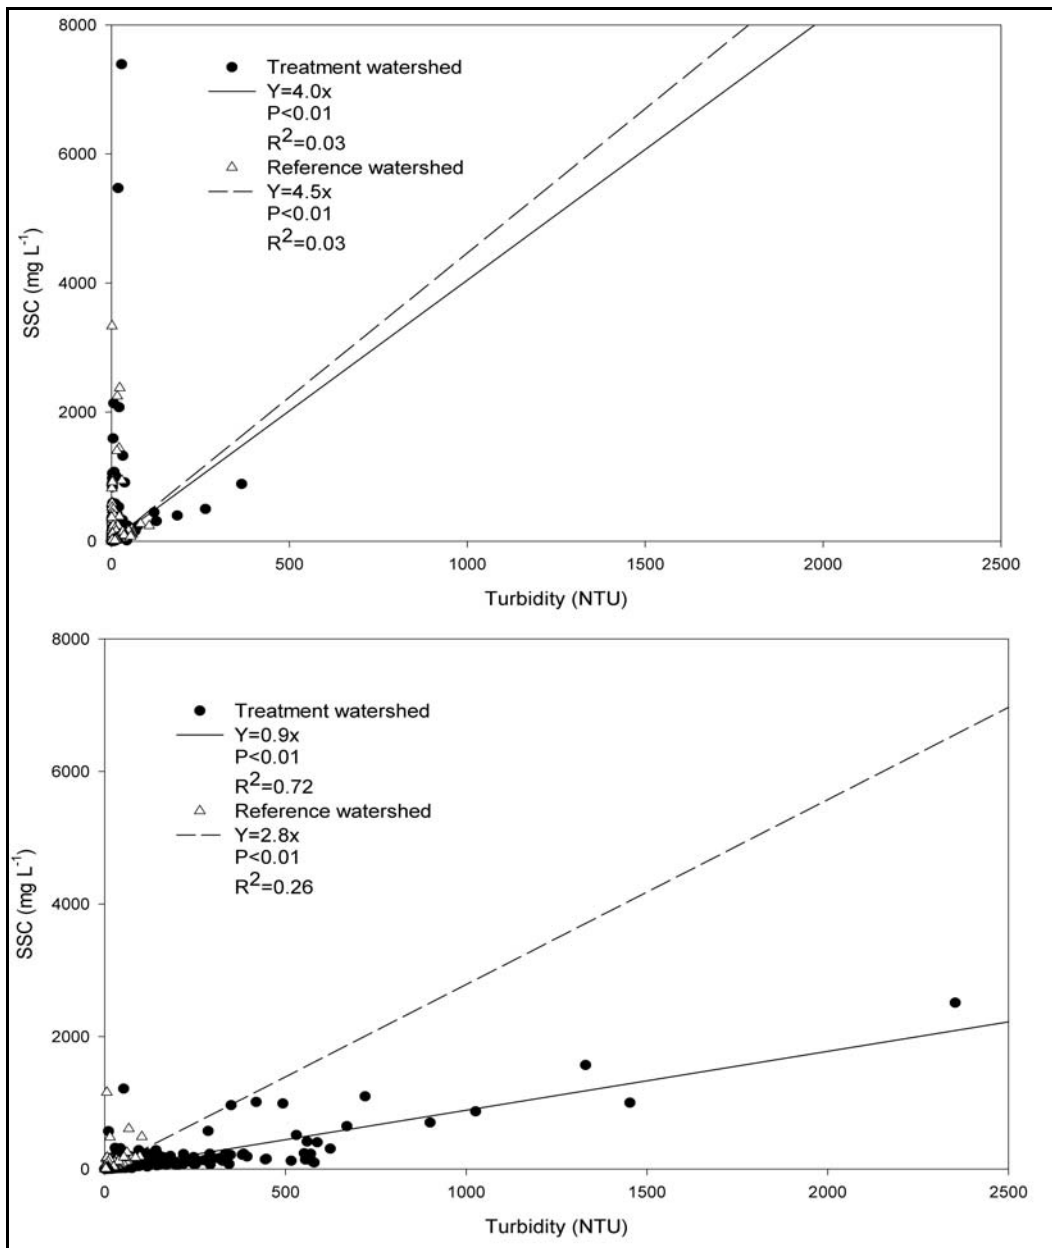 8000
6000
4000
2000
0
SSC (mg L-1)
Treatment watershed
Y=4.0x
P<0.01
R2=0.03
Reference watershed
Y=4.5x
P<0.01
R2=0.03
0 500 1000 1500 2000 2500
Turbidity (NTU)
8000
6000
4000
2000
0
SSC (mg L-1)
Treatment watershed
Y=0.9x
P<0.01
R2=0.72
Reference watershed
Y=2.8x
P<0.01
R2=0.26
0 500 1000 1500 2000 2500
Turbidity (NTU)